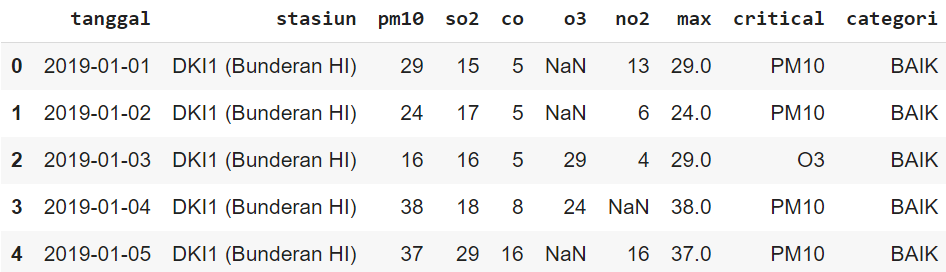 tanggal stasiun pm10 so2 co o3 no2 max critical categori
0 2019-01-01 DKI1 (Bunderan HI) 29 15 5 NaN 13 29.0 PM10 BAIK
1 2019-01-02 DKI1 (Bunderan HI) 24 17 5 NaN 6 24.0 PM10 BAIK
2 2019-01-03 DKI1 (Bunderan HI) 16 16 5 29 4 29.0 O3 BAIK
3 2019-01-04 DKI1 (Bunderan HI) 38 18 8 24 NaN 38.0 PM10 BAIK
4 2019-01-05 DKI1 (Bunderan HI) 37 29 16 NaN 16 37.0 PM10 BAIK